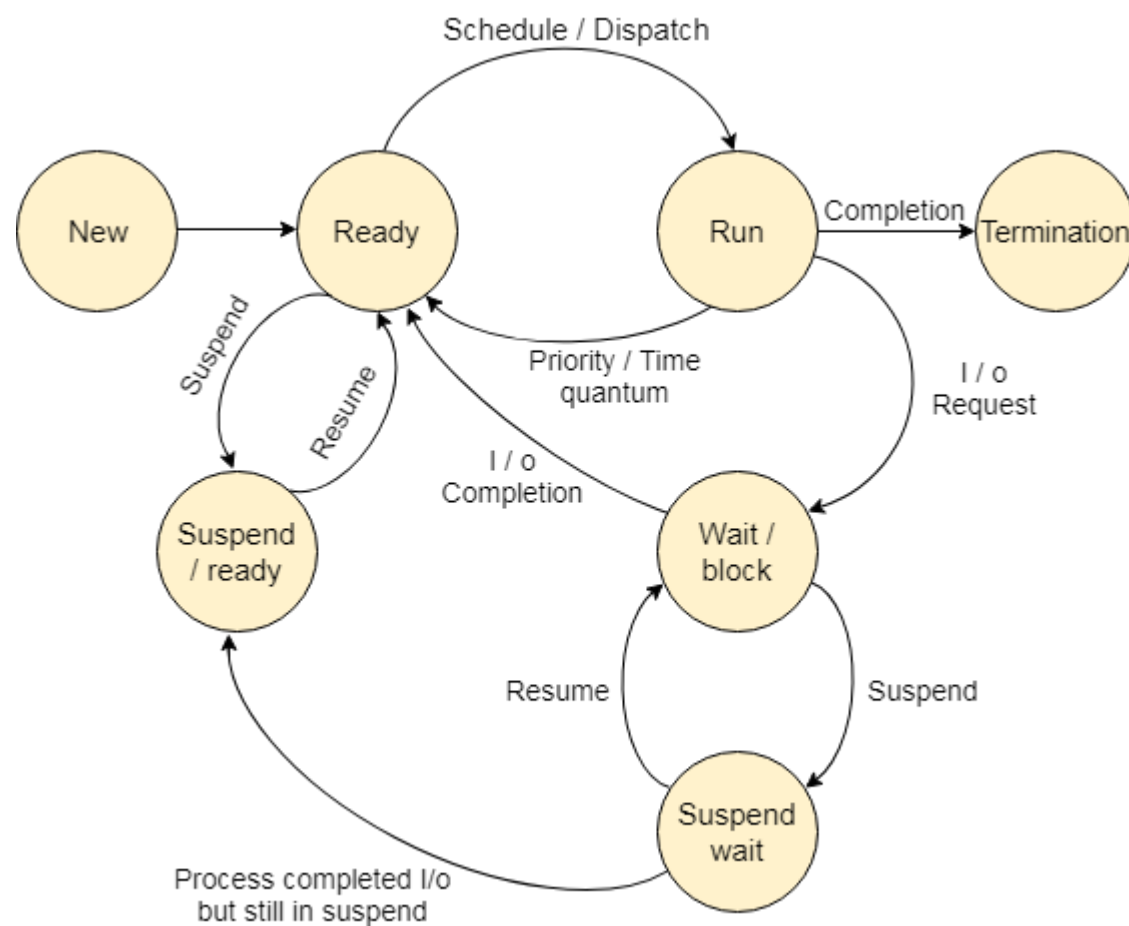 Schedule / Dispatch
New
Ready
Run
Completion
Termination
Suspend
Resume
Priority / Time
quantum
I / o
Request
I / o
Completion
Suspend
/ ready
Wait /
block
Resume
Suspend
Suspend
wait
Process completed I/o
but still in suspend